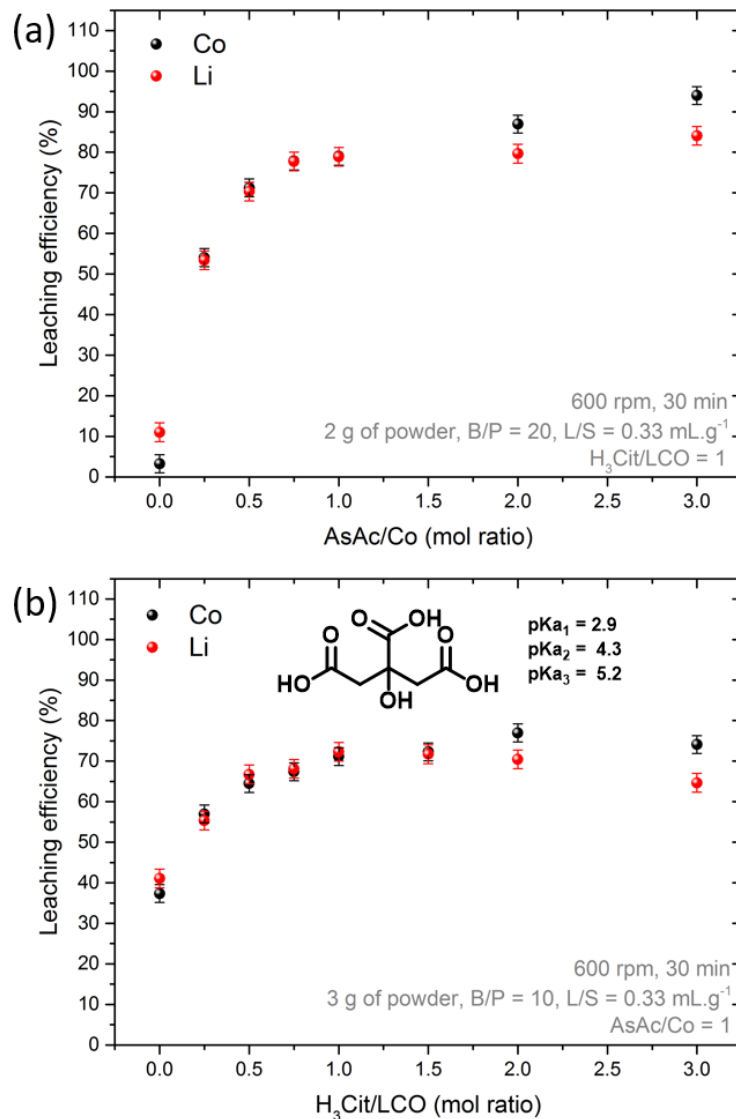 (a)
Co
Li
110
100
90
80
70
60
50
40
30
20
10
0
Leaching efficiency (%)
600 rpm, 30 min
2 g of powder, B/P = 20, L/S = 0.33 mL.g⁻¹
H₃Cit/LCO = 1
0.0 0.5 1.0 1.5 2.0 2.5 3.0
AsAc/Co (mol ratio)
(b)
Co
Li
O OH
O O
HO OH OH
pKa₁ = 2.9
pKa₂ = 4.3
pKa₃ = 5.2
110
100
90
80
70
60
50
40
30
20
10
0
Leaching efficiency (%)
600 rpm, 30 min
3 g of powder, B/P = 10, L/S = 0.33 mL.g⁻¹
AsAc/Co = 1
0.0 0.5 1.0 1.5 2.0 2.5 3.0
H₃Cit/LCO (mol ratio)